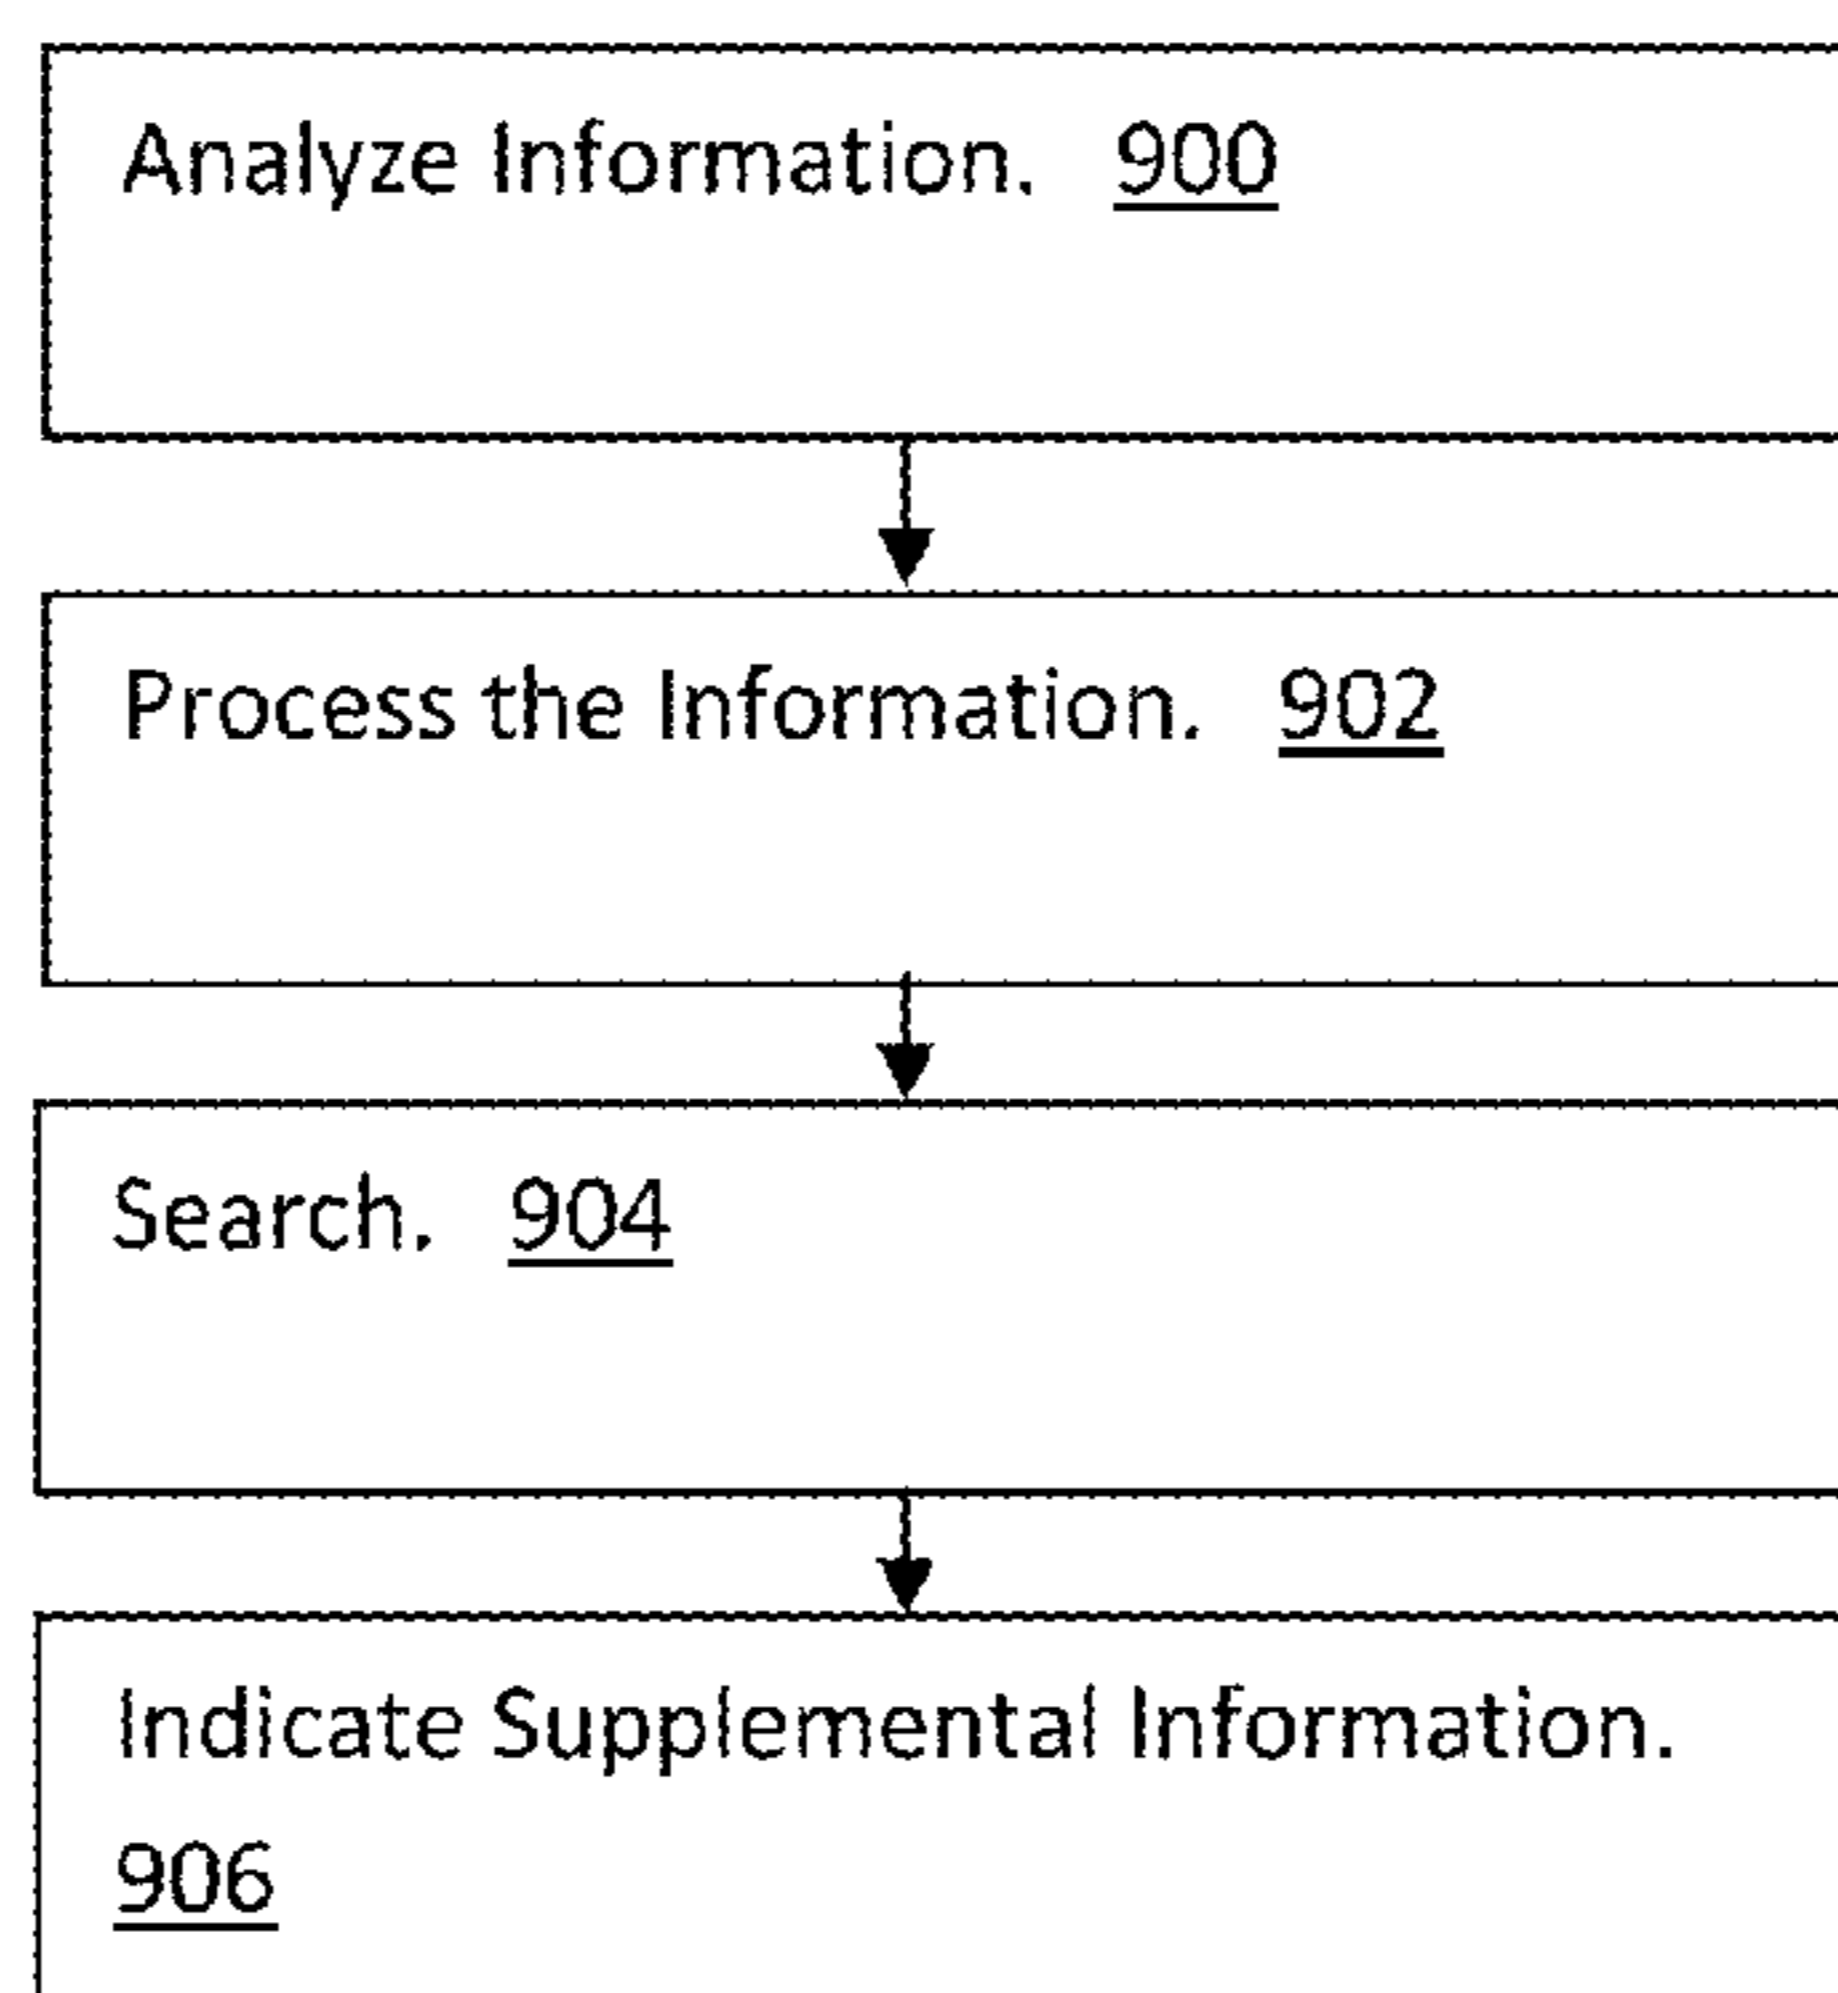 Analyze Information. 900
Process the Information. 902
Search. 904
Indicate Supplemental Information.
906